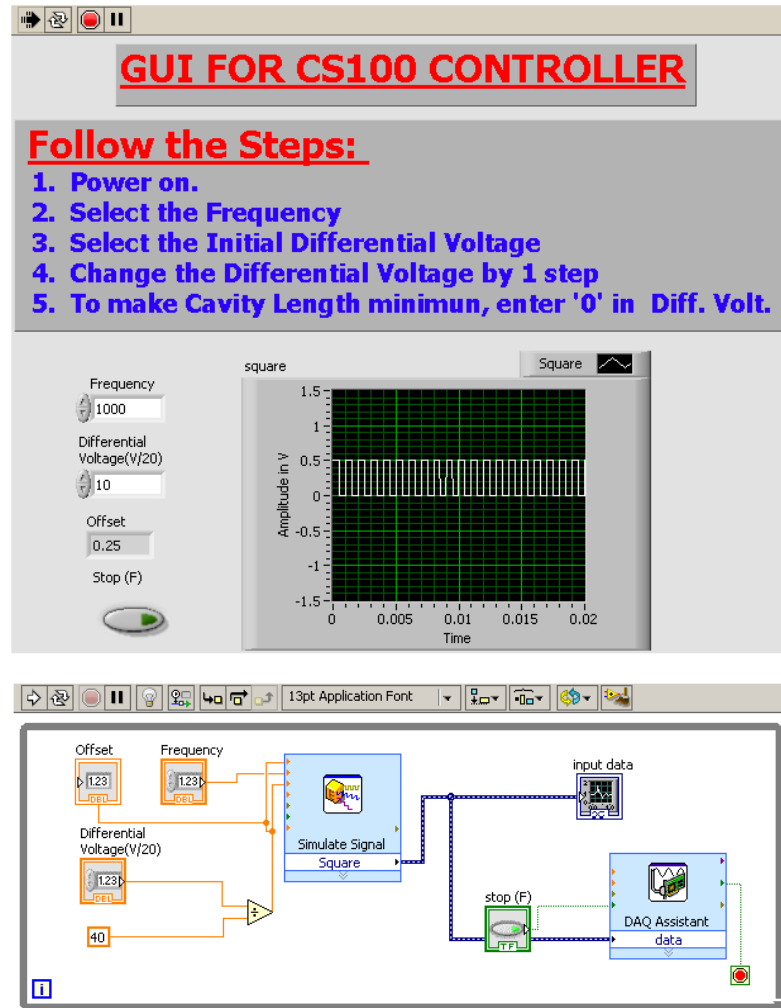 GUI FOR CS100 CONTROLLER
Follow the Steps:
1. Power on.
2. Select the Frequency
3. Select the Initial Differential Voltage
4. Change the Differential Voltage by 1 step
5. To make Cavity Length minimun, enter '0' in Diff. Volt.
square
Square
Frequency
1000
Differential
Voltage(V/20)
10
Offset
0.25
Stop (F)
Amplitude in V
1.5
1
0.5
0
-0.5
-1
-1.5
0 0.005 0.01 0.015 0.02
Time
13pt Application Font
Offset
1.23
DBL
Frequency
1.23
DBL
Differential
Voltage(V/20)
1.23
DBL
40
Simulate Signal
Square
input data
stop (F)
TF
DAQ Assistant
data
i